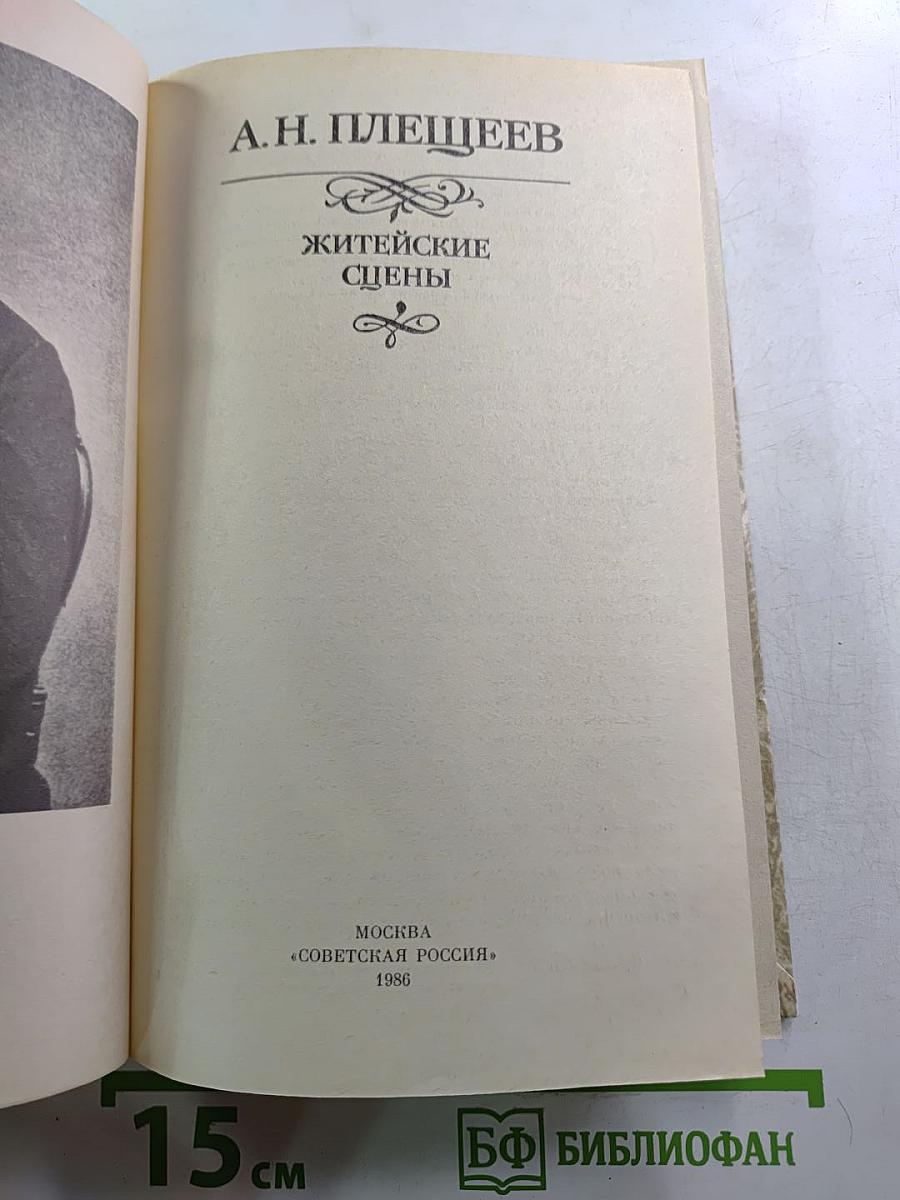 А. Н. ПЛЕЩЕЕВ
ЖИТЕЙСКИЕ
СЦЕНЫ
МОСКВА
«СОВЕТСКАЯ РОССИЯ»
1986
15 см
БФ БИБЛИОФАН